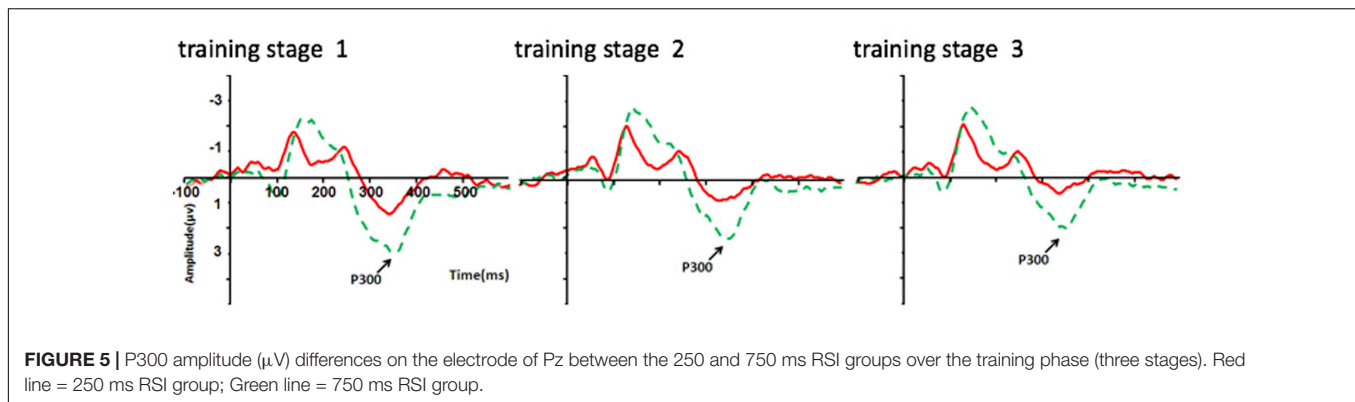 training stage 1
training stage 2
training stage 3
-3
-1
-100
100
200
300
400
500
1
3
Amplitude(μv)
P300
Time(ms)
P300
P300
FIGURE 5 | P300 amplitude (μV) differences on the electrode of Pz between the 250 and 750 ms RSI groups over the training phase (three stages). Red
line = 250 ms RSI group; Green line = 750 ms RSI group.